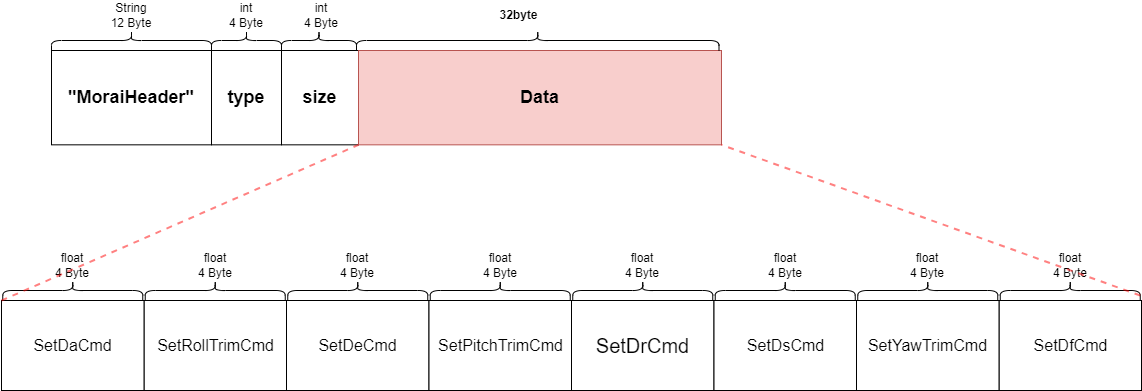 String
12 Byte
int
4 Byte
int
4 Byte
32byte
"MoraiHeader"
type
size
Data
float
4 Byte
float
4 Byte
float
4 Byte
float
4 Byte
float
4 Byte
float
4 Byte
float
4 Byte
float
4 Byte
SetDaCmd
SetRollTrimCmd
SetDeCmd
SetPitchTrimCmd
SetDrCmd
SetDsCmd
SetYawTrimCmd
SetDfCmd